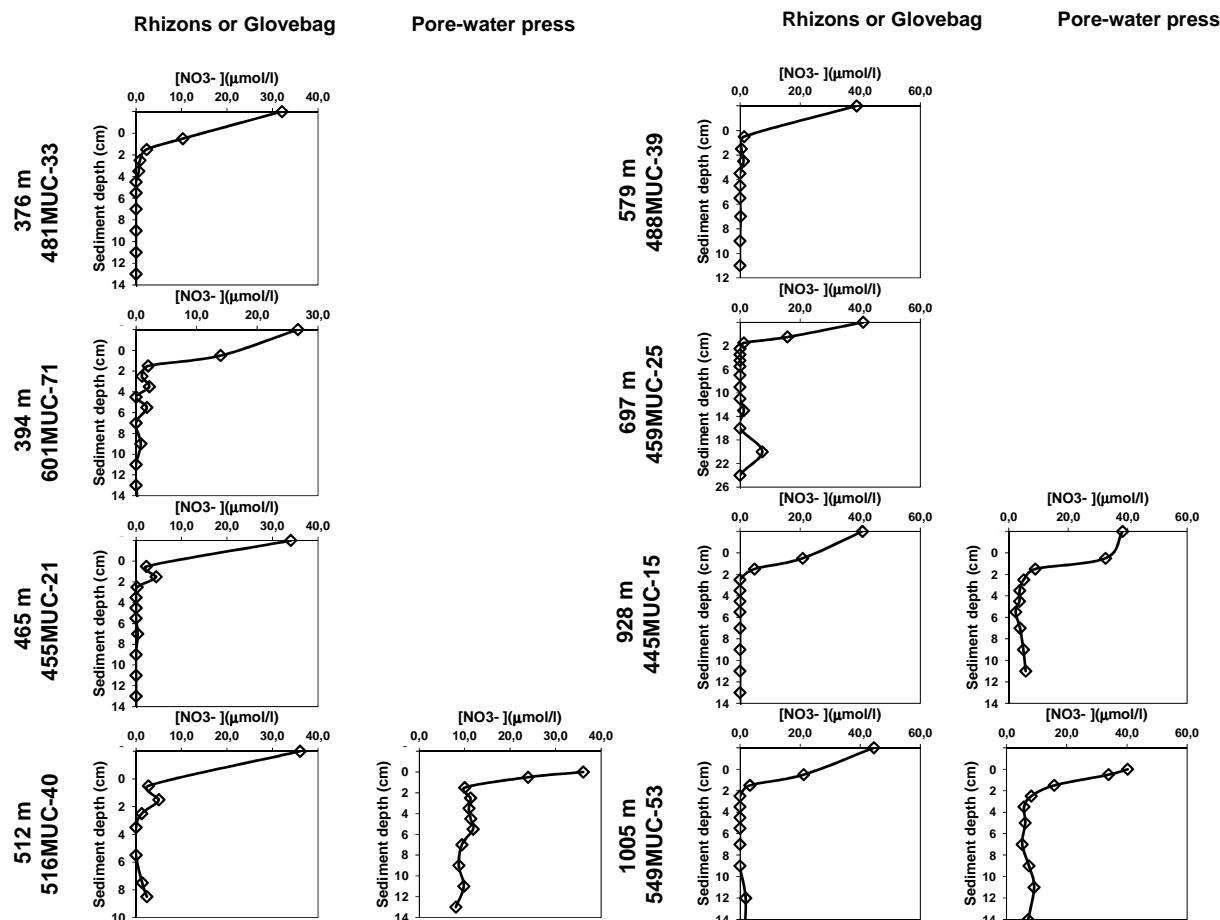 Rhizons or Glovebag Pore-water press Rhizons or Glovebag Pore-water press
[NO3- ](μmol/l)
0,0 10,0 20,0 30,0 40,0
0
2
4
6
8
10
12
14
Sediment depth (cm)
376 m
481MUC-33
[NO3- ](μmol/l)
0,0 20,0 40,0 60,0
0
2
4
6
8
10
12
Sediment depth (cm)
579 m
488MUC-39
[NO3- ](μmol/l)
0,0 10,0 20,0 30,0
0
2
4
6
8
10
12
14
Sediment depth (cm)
394 m
601MUC-71
[NO3- ](μmol/l)
0,0 20,0 40,0 60,0
2
6
10
14
18
22
26
Sediment depth (cm)
697 m
459MUC-25
[NO3- ](μmol/l)
0,0 10,0 20,0 30,0 40,0
0
2
4
6
8
10
12
14
Sediment depth (cm)
465 m
455MUC-21
[NO3- ](μmol/l)
0,0 20,0 40,0 60,0
0
2
4
6
8
10
12
14
Sediment depth (cm)
928 m
445MUC-15
[NO3- ](μmol/l)
0,0 20,0 40,0 60,0
0
2
4
6
8
10
12
14
Sediment depth (cm)
[NO3- ](μmol/l)
0,0 10,0 20,0 30,0 40,0
0
2
4
6
8
10
Sediment depth (cm)
512 m
516MUC-40
[NO3- ](μmol/l)
0,0 10,0 20,0 30,0 40,0
0
2
4
6
8
10
12
14
Sediment depth (cm)
[NO3- ](μmol/l)
0,0 20,0 40,0 60,0
0
2
4
6
8
10
12
14
Sediment depth (cm)
1005 m
549MUC-53
[NO3- ](μmol/l)
0,0 20,0 40,0 60,0
0
2
4
6
8
10
12
14
Sediment depth (cm)